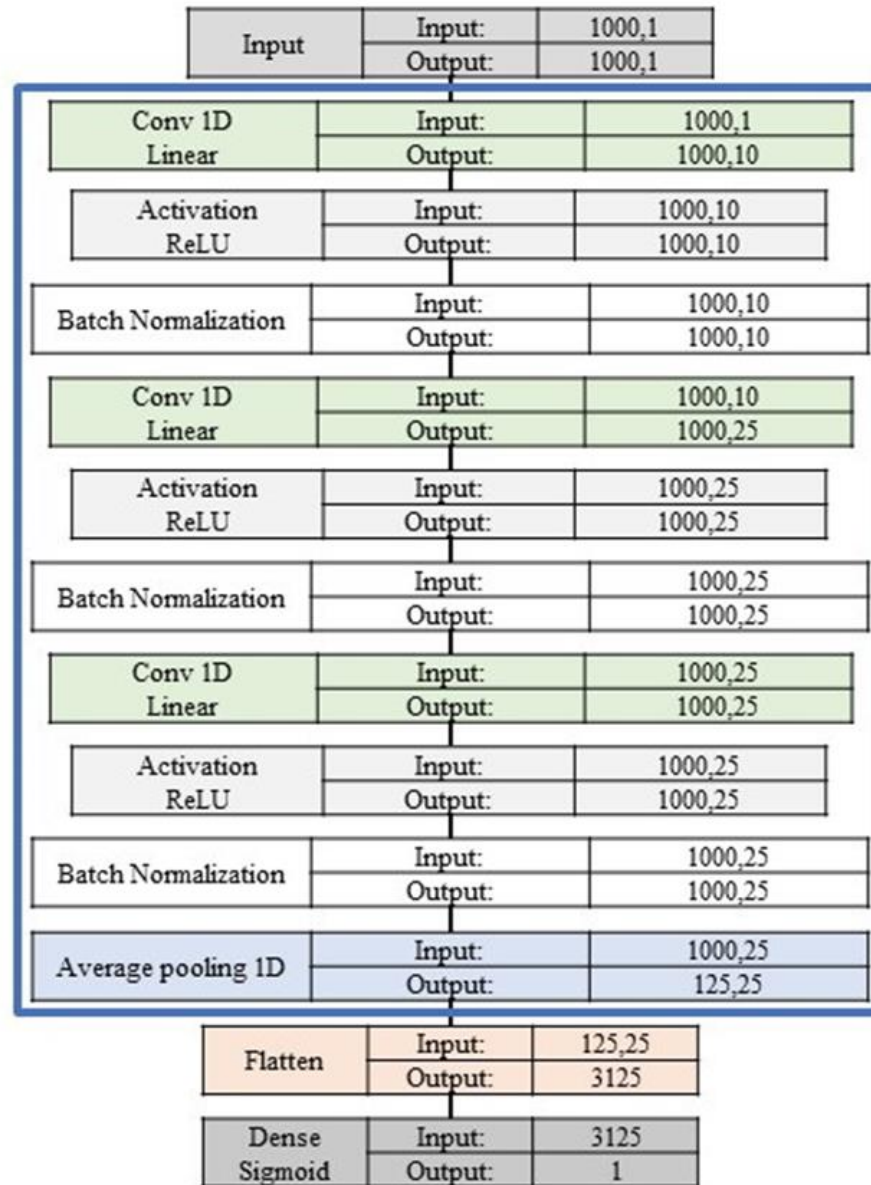 Input Input: 1000,1
Output: 1000,1
Conv 1D Input: 1000,1
Linear Output: 1000,10
Activation Input: 1000,10
ReLU Output: 1000,10
Batch Normalization Input: 1000,10
Output: 1000,10
Conv 1D Input: 1000,10
Linear Output: 1000,25
Activation Input: 1000,25
ReLU Output: 1000,25
Batch Normalization Input: 1000,25
Output: 1000,25
Conv 1D Input: 1000,25
Linear Output: 1000,25
Activation Input: 1000,25
ReLU Output: 1000,25
Batch Normalization Input: 1000,25
Output: 1000,25
Average pooling 1D Input: 1000,25
Output: 125,25
Flatten Input: 125,25
Output: 3125
Dense Input: 3125
Sigmoid Output: 1